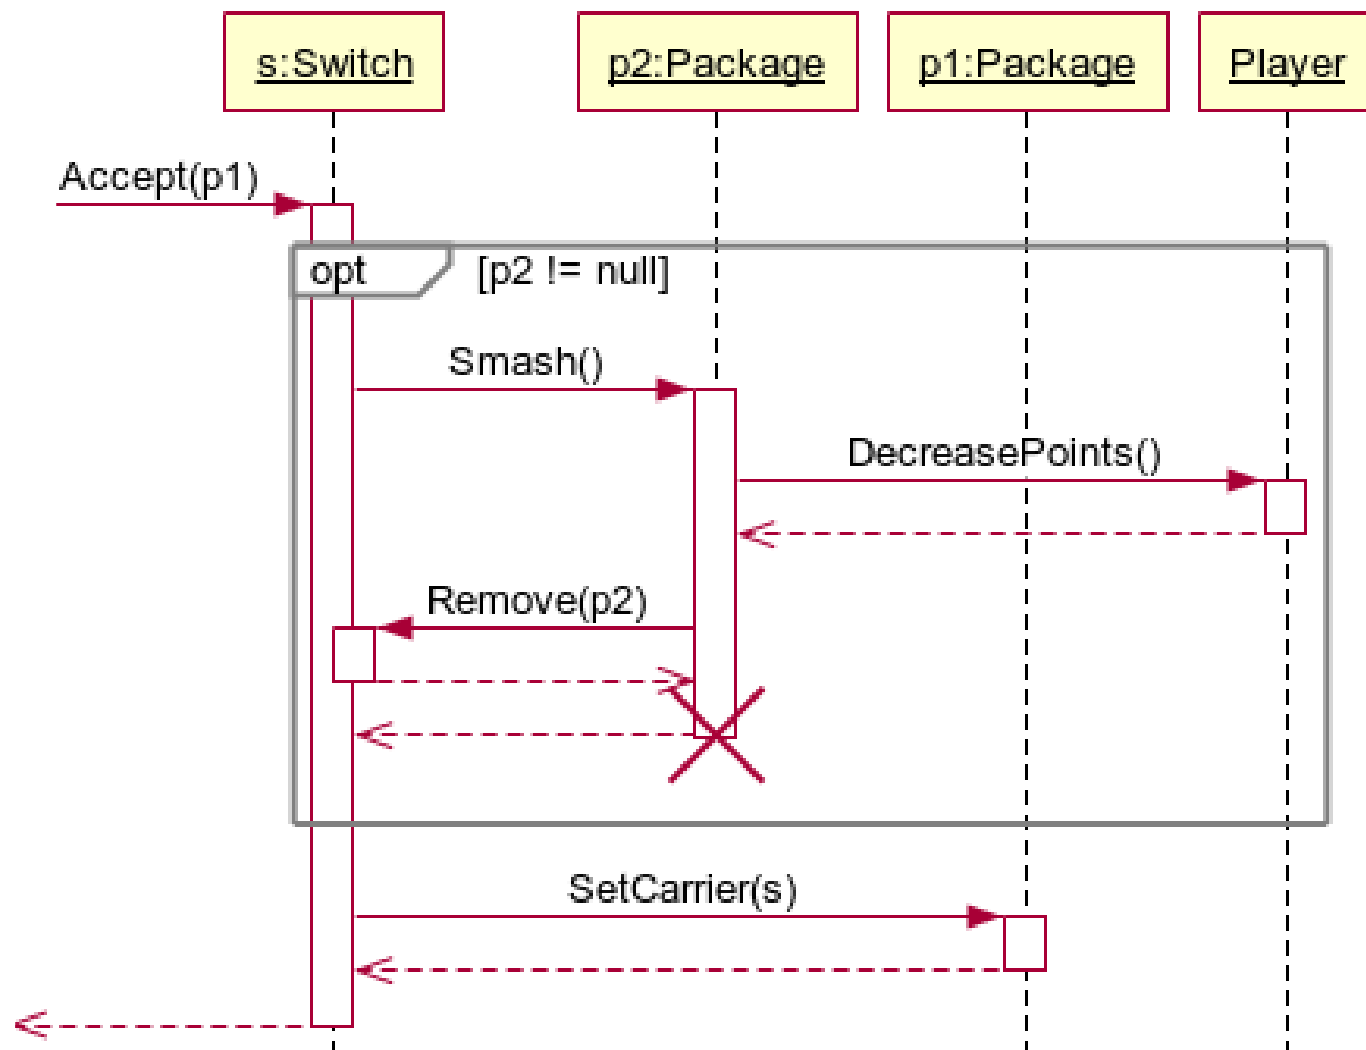 s:Switch
p2:Package
p1:Package
Player
Accept(p1)
opt
[p2 != null]
Smash()
DecreasePoints()
Remove(p2)
SetCarrier(s)